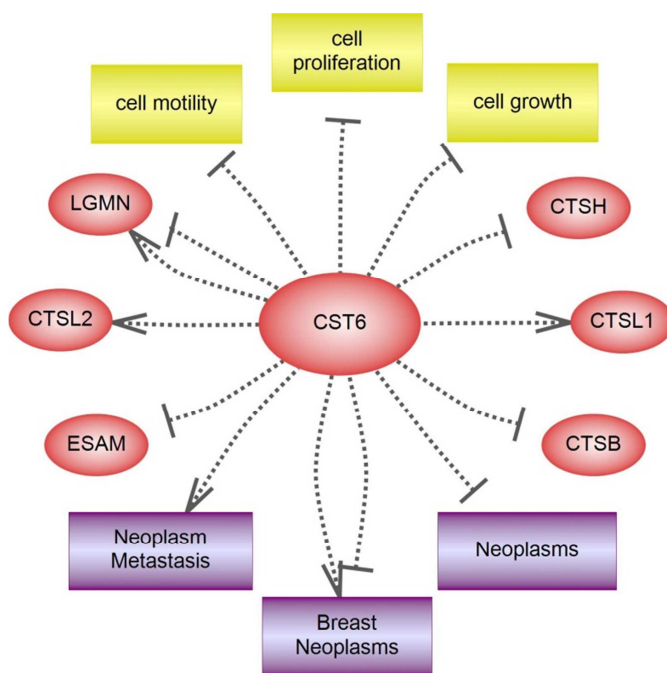 cell
proliferation
cell motility
cell growth
LGMN
CTSH
CTSL2
CST6
CTSL1
ESAM
CTSB
Neoplasm
Metastasis
Neoplasms
Breast
Neoplasms